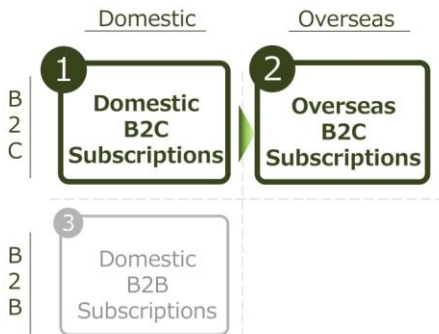 Domestic
Overseas
B
2
C
1
Domestic
B2C
Subscriptions
2
Overseas
B2C
Subscriptions
B
2
B
3
Domestic
B2B
Subscriptions